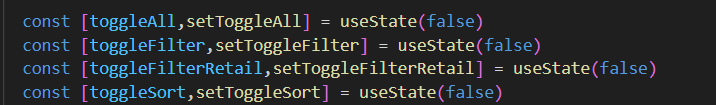 const [toggleAll,setToggleAll] = useState(false)
const [toggleFilter,setToggleFilter] = useState(false)
const [toggleFilterRetail,setToggleFilterRetail] = useState(false)
const [toggleSort,setToggleSort] = useState(false)